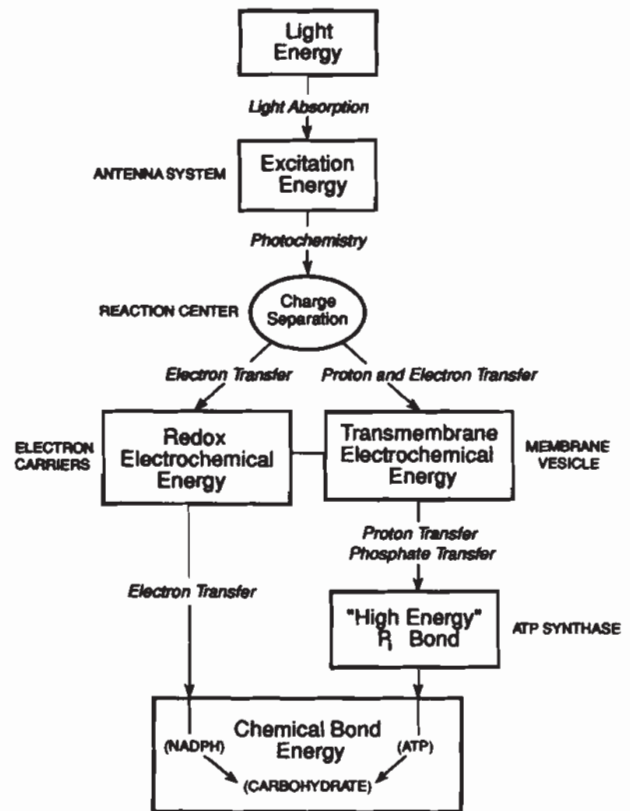 Light
Energy
Light Absorption
ANTENNA SYSTEM
Excitation
Energy
Photochemistry
REACTION CENTER
Charge
Separation
Electron Transfer
Proton and Electron Transfer
ELECTRON
CARRIERS
Redox
Electrochemical
Energy
Transmembrane
Electrochemical
Energy
MEMBRANE
VESICLE
Proton Transfer
Phosphate Transfer
Electron Transfer
"High Energy"
Pi Bond
ATP SYNTHASE
Chemical Bond
Energy
(NADPH)
(ATP)
(CARBOHYDRATE)